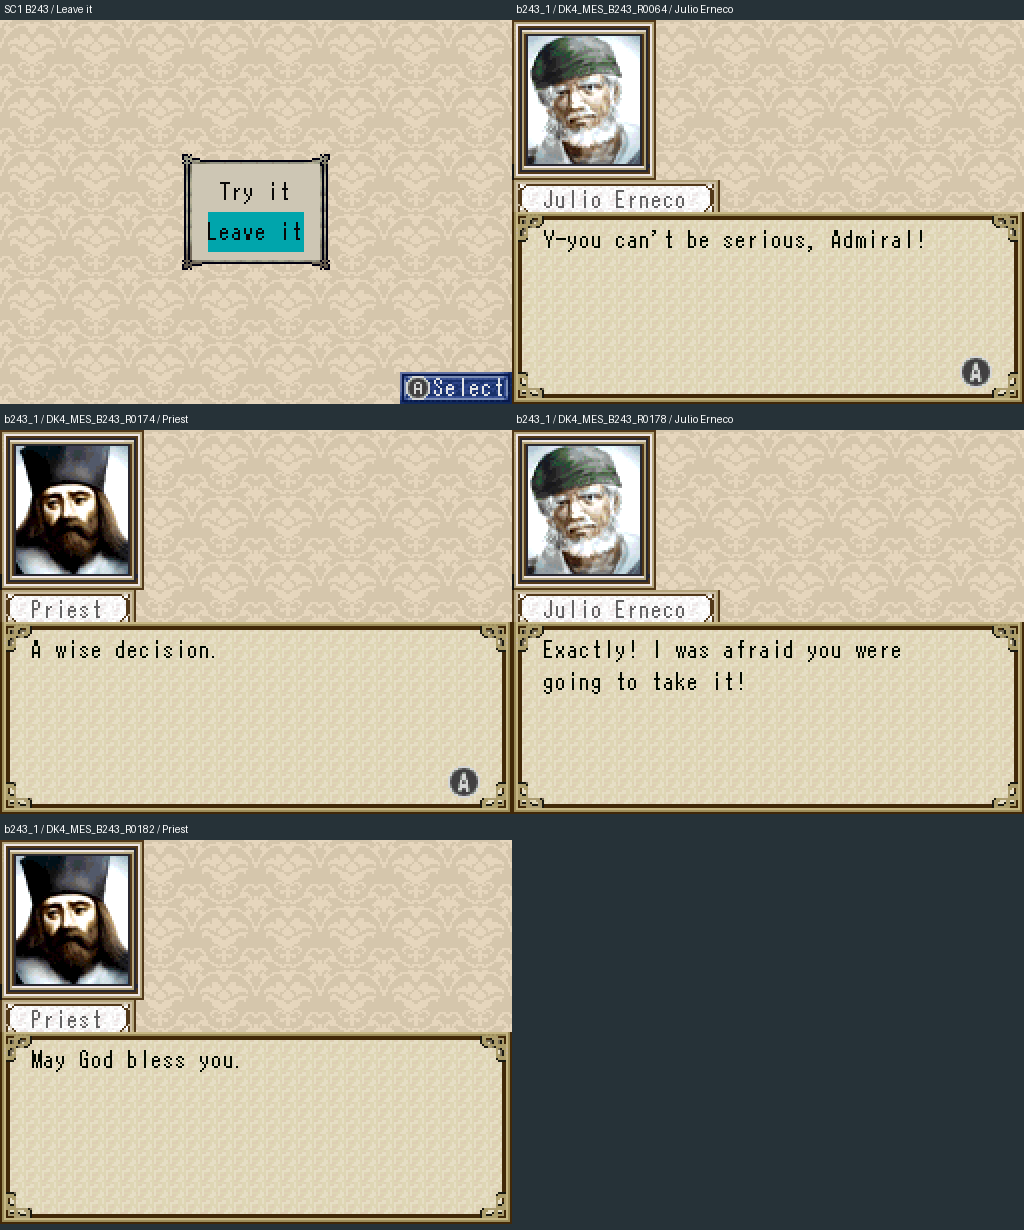 SC1 B243 / Leave it
Try it
Leave it
A Select
b243_1 / DK4_MES_B243_R0064 / Julio Erneco
Julio Erneco
Y-you can't be serious, Admiral!
A
b243_1 / DK4_MES_B243_R0174 / Priest
Priest
A wise decision.
A
b243_1 / DK4_MES_B243_R0178 / Julio Erneco
Julio Erneco
Exactly! I was afraid you were
going to take it!
b243_1 / DK4_MES_B243_R0182 / Priest
Priest
May God bless you.